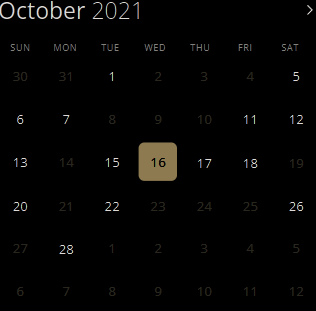 October 2021 >
SUN MON TUE WED THU FRI SAT
30 31 1 2 3 4 5
6 7 8 9 10 11 12
13 14 15 16 17 18 19
20 21 22 23 24 25 26
27 28 1 2 3 4 5
6 7 8 9 10 11 12